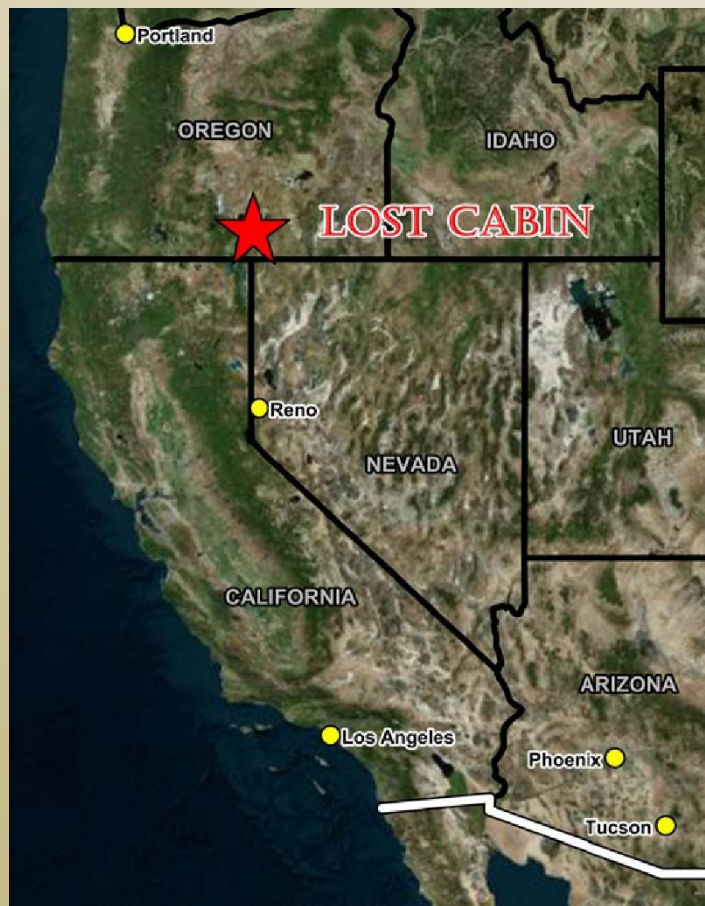 Portland
OREGON
IDAHO
LOST CABIN
Reno
NEVADA
UTAH
CALIFORNIA
ARIZONA
Los Angeles
Phoenix
Tucson